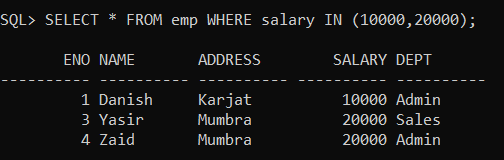 SQL> SELECT * FROM emp WHERE salary IN (10000,20000);
ENO NAME ADDRESS SALARY DEPT
---------- ---------- ---------- ---------- ----------
1 Danish Karjat 10000 Admin
3 Yasir Mumbra 20000 Sales
4 Zaid Mumbra 20000 Admin